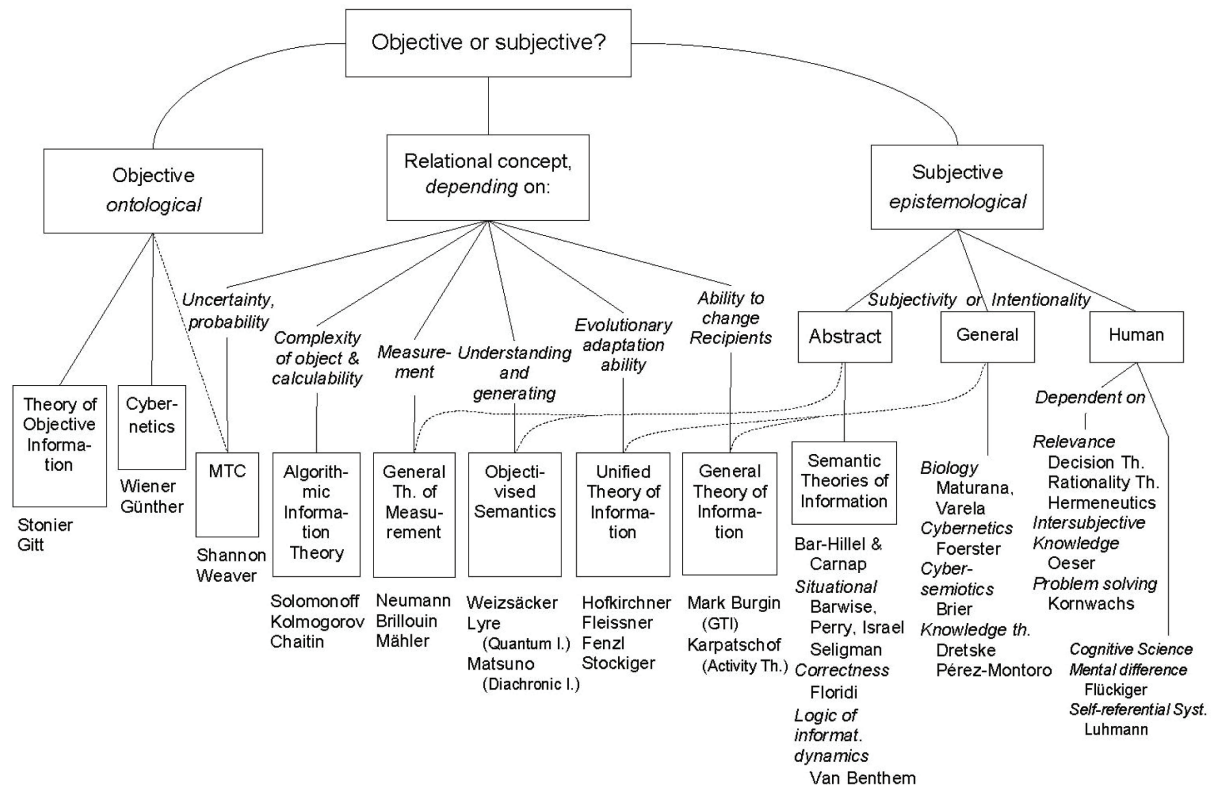 Objective or subjective?
Objective
ontological
Relational concept,
depending on:
Subjective
epistemological
Uncertainty,
probability
Complexity
of object &
calculability
Measure-
ment
Understanding
and
generating
Evolutionary
adaptation
ability
Ability to
change
Recipients
Subjectivity or Intentionality
Abstract
General
Human
Theory of
Objective
Informa-
tion
Stonier
Gitt
Cyber-
netics
Wiener
Günther
MTC
Shannon
Weaver
Algorith-
mic
Informa-
tion
Theory
Solomonoff
Kolmogorov
Chaitin
General
Th. of
Measu-
rement
Neumann
Brillouin
Mähler
Objecti-
vised
Semantics
Weizsäcker
Lyre
(Quantum I.)
Matsuno
(Diachronic I.)
Unified
Theory of
Informa-
tion
Hofkirchner
Fleissner
Fenzl
Stockiger
General
Theory of
Informa-
tion
Mark Burgin
(GTI)
Karpatschof
(Activity Th.)
Semantic
Theories of
Information
Bar-Hillel &
Carnap
Situational
Barwise,
Perry, Israel
Seligman
Correctness
Floridi
Logic of
informat.
dynamics
Van Benthem
Biology
Maturana,
Varela
Cybernetics
Foerster
Cyber-
semiotics
Brier
Knowledge th.
Dretske
Pérez-Montoro
Dependent on
Relevance
Decision Th.
Rationality Th.
Hermeneutics
Intersubjective
Knowledge
Oeser
Problem solving
Kornwachs
Cognitive Science
Mental difference
Flückiger
Self-referential Syst.
Luhmann